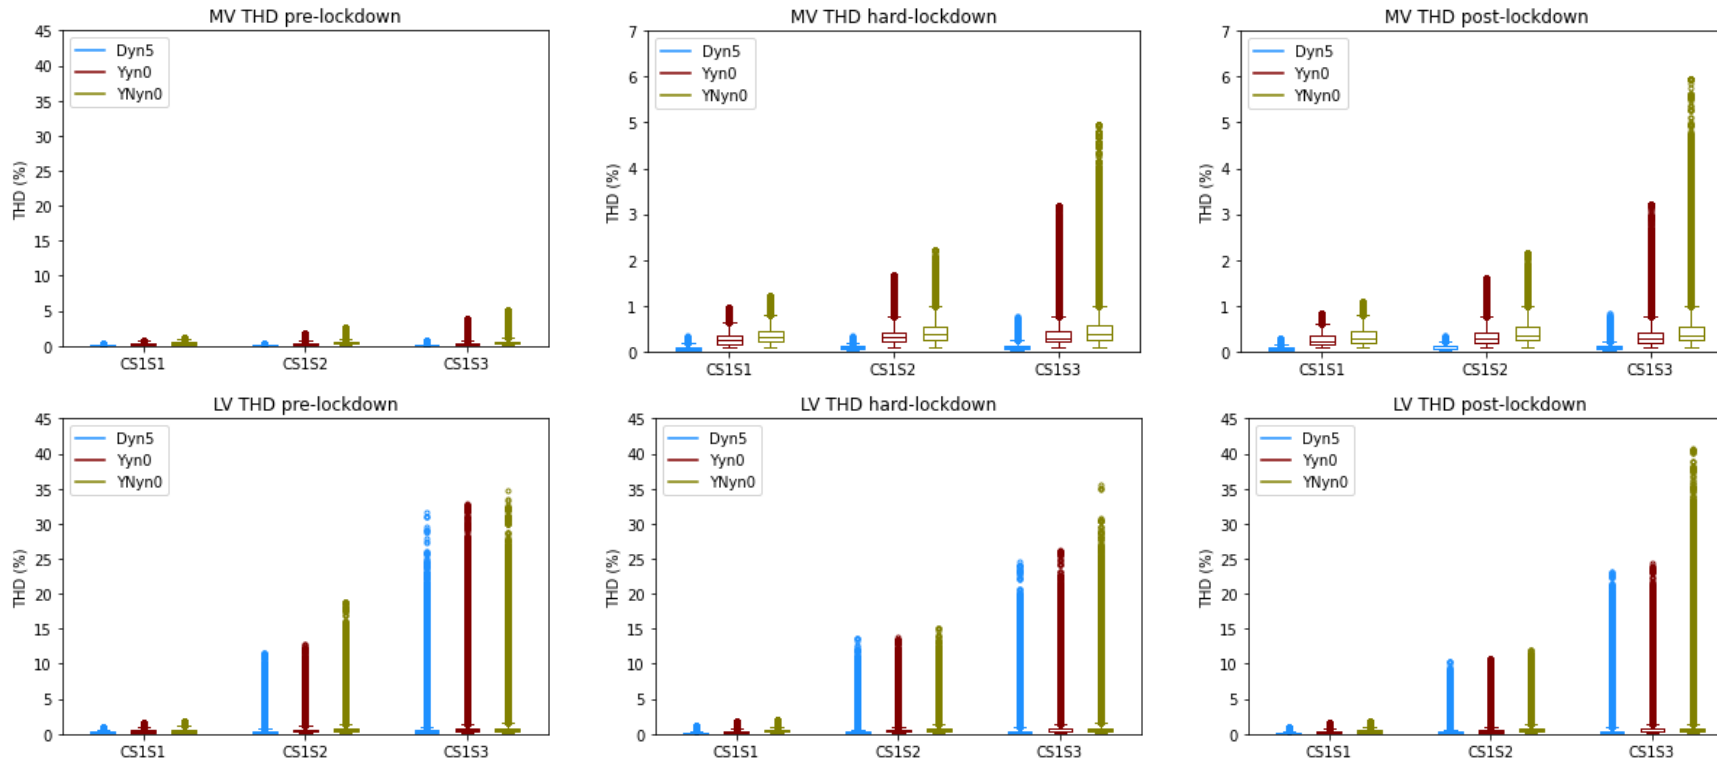 MV THD pre-lockdown
THD (%)
45
40
35
30
25
20
15
10
5
0
Dyn5
Yyn0
YNyn0
CS1S1
CS1S2
CS1S3
MV THD hard-lockdown
THD (%)
7
6
5
4
3
2
1
0
Dyn5
Yyn0
YNyn0
CS1S1
CS1S2
CS1S3
MV THD post-lockdown
THD (%)
7
6
5
4
3
2
1
0
Dyn5
Yyn0
YNyn0
CS1S1
CS1S2
CS1S3
LV THD pre-lockdown
THD (%)
45
40
35
30
25
20
15
10
5
0
Dyn5
Yyn0
YNyn0
CS1S1
CS1S2
CS1S3
LV THD hard-lockdown
THD (%)
45
40
35
30
25
20
15
10
5
0
Dyn5
Yyn0
YNyn0
CS1S1
CS1S2
CS1S3
LV THD post-lockdown
THD (%)
45
40
35
30
25
20
15
10
5
0
Dyn5
Yyn0
YNyn0
CS1S1
CS1S2
CS1S3